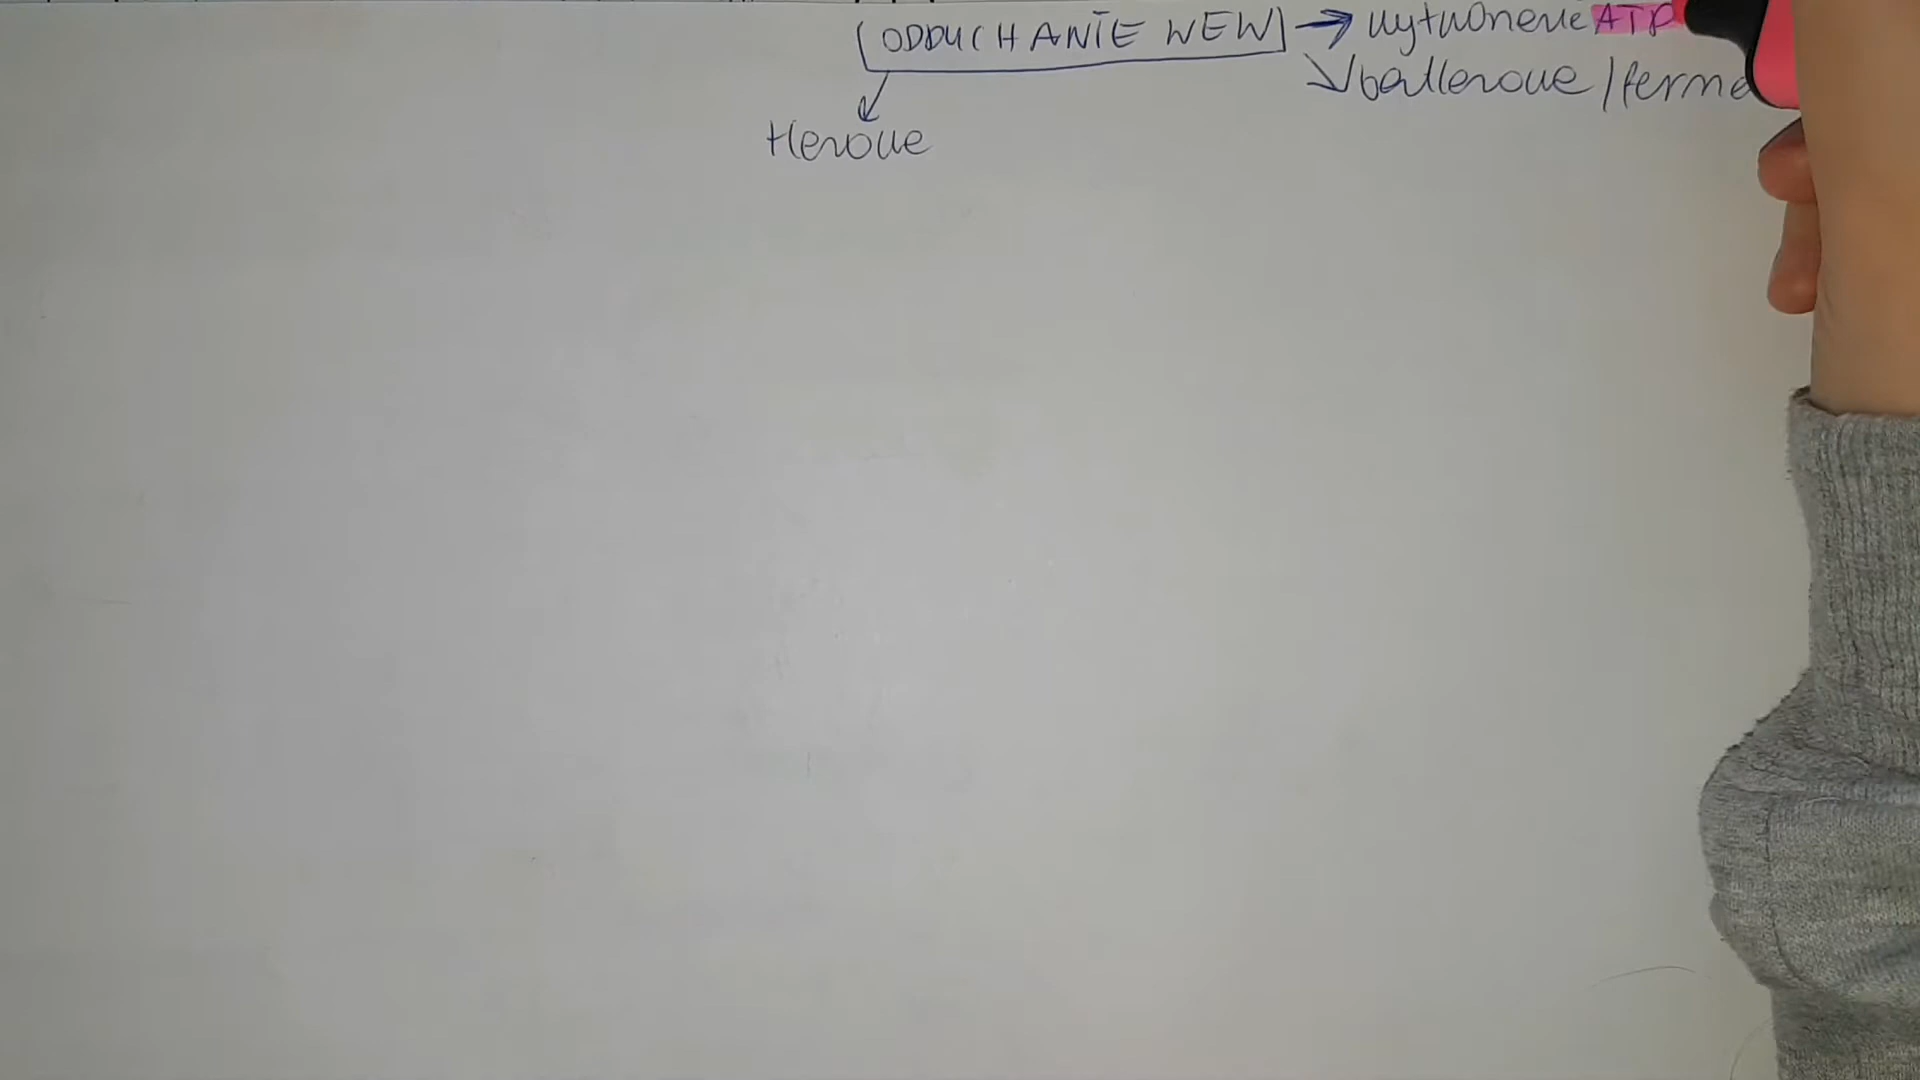 ODDYCHANIE WEW → wytworzenie ATP
↘ beztlenowe / ferme
tlenowe